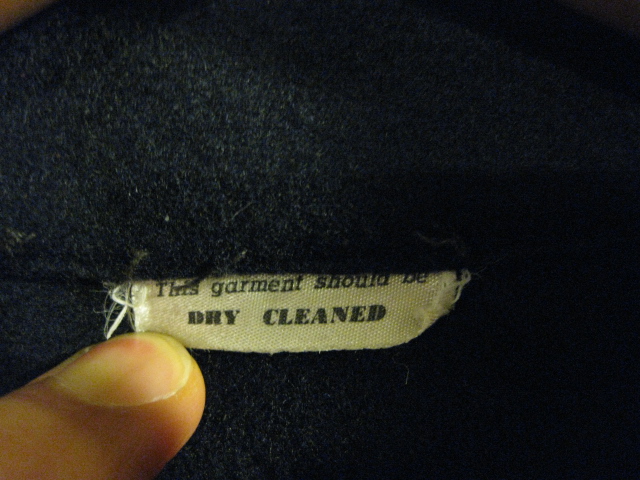 This garment should be
DRY CLEANED